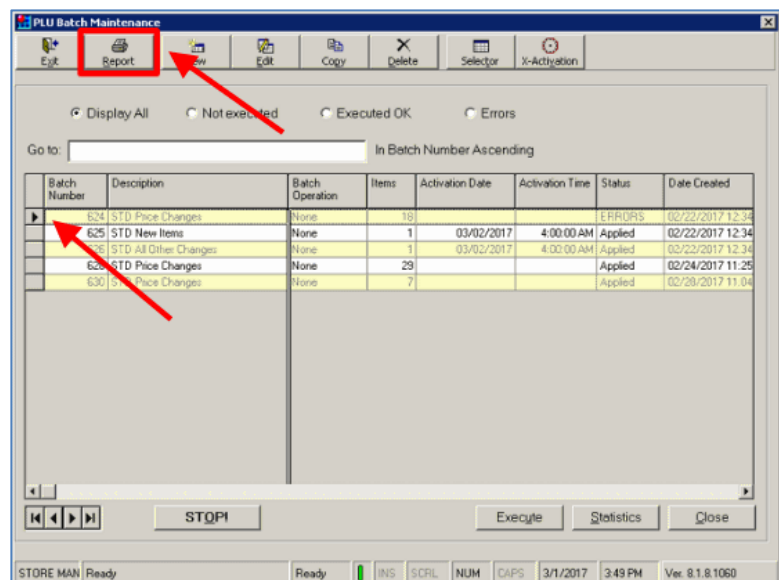 PLU Batch Maintenance
Exit Report New Edit Copy Delete Selector X-Activation
Display All Not executed Executed OK Errors
Go to: In Batch Number Ascending
Batch Number Description Batch Operation Items Activation Date Activation Time Status Date Created
624 STD Price Changes None 18 ERRORS 02/22/2017 12:34
625 STD New Items None 1 03/02/2017 4:00:00 AM Applied 02/22/2017 12:34
626 STD All Other Changes None 1 03/02/2017 4:00:00 AM Applied 02/22/2017 12:34
628 STD Price Changes None 29 Applied 02/24/2017 11:25
630 STD Price Changes None 7 Applied 02/28/2017 11:04
STOP! Execute Statistics Close
STORE MAN Ready Ready INS SCRL NUM CAPS 3/1/2017 3:49 PM Ver. 8.1.8.1060